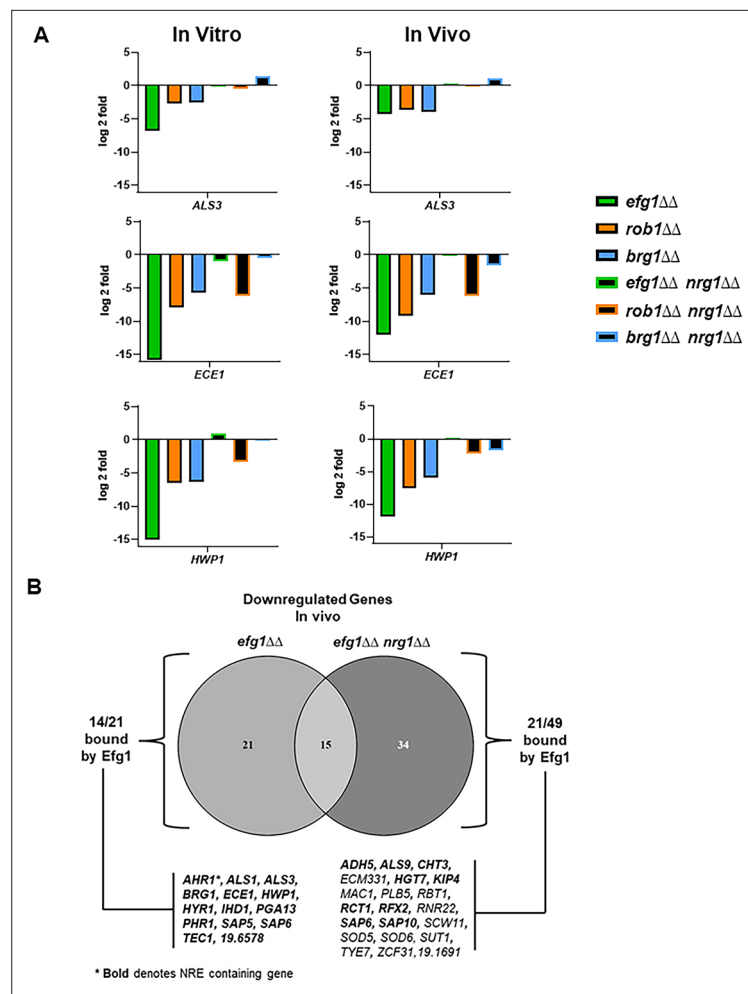 A
In Vitro
In Vivo
5
0
-5
-10
-15
log 2 fold
ALS3
5
0
-5
-10
-15
log 2 fold
ALS3
efg1ΔΔ
rob1ΔΔ
brg1ΔΔ
efg1ΔΔ nrg1ΔΔ
rob1ΔΔ nrg1ΔΔ
brg1ΔΔ nrg1ΔΔ
5
0
-5
-10
-15
log 2 fold
ECE1
5
0
-5
-10
-15
log 2 fold
ECE1
5
0
-5
-10
-15
log 2 fold
HWP1
5
0
-5
-10
-15
log 2 fold
HWP1
B
Downregulated Genes
In vivo
efg1ΔΔ
efg1ΔΔ nrg1ΔΔ
14/21
bound
by Efg1
21
15
34
21/49
bound
by Efg1
AHR1*, ALS1, ALS3,
BRG1, ECE1, HWP1,
HYR1, IHD1, PGA13
PHR1, SAP5, SAP6
TEC1, 19.6578
ADH5, ALS9, CHT3,
ECM331, HGT7, KIP4
MAC1, PLB5, RBT1,
RCT1, RFX2, RNR22,
SAP6, SAP10, SCW11,
SOD5, SOD6, SUT1,
TYE7, ZCF31,19.1691
* Bold denotes NRE containing gene